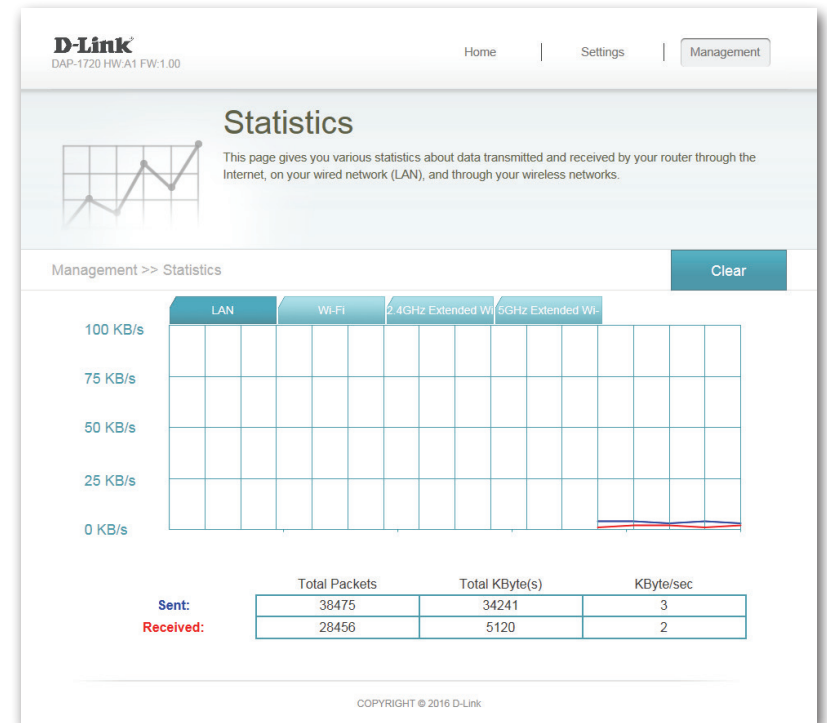 D-Link
DAP-1720 HW:A1 FW:1.00
Home
Settings
Management
Statistics
This page gives you various statistics about data transmitted and received by your router through the
Internet, on your wired network (LAN), and through your wireless networks.
Management >> Statistics
Clear
LAN
Wi-Fi
2.4GHz Extended Wi
5GHz Extended Wi-
100 KB/s
75 KB/s
50 KB/s
25 KB/s
0 KB/s
Total Packets Total KByte(s) KByte/sec
Sent: 38475 34241 3
Received: 28456 5120 2
COPYRIGHT © 2016 D-Link